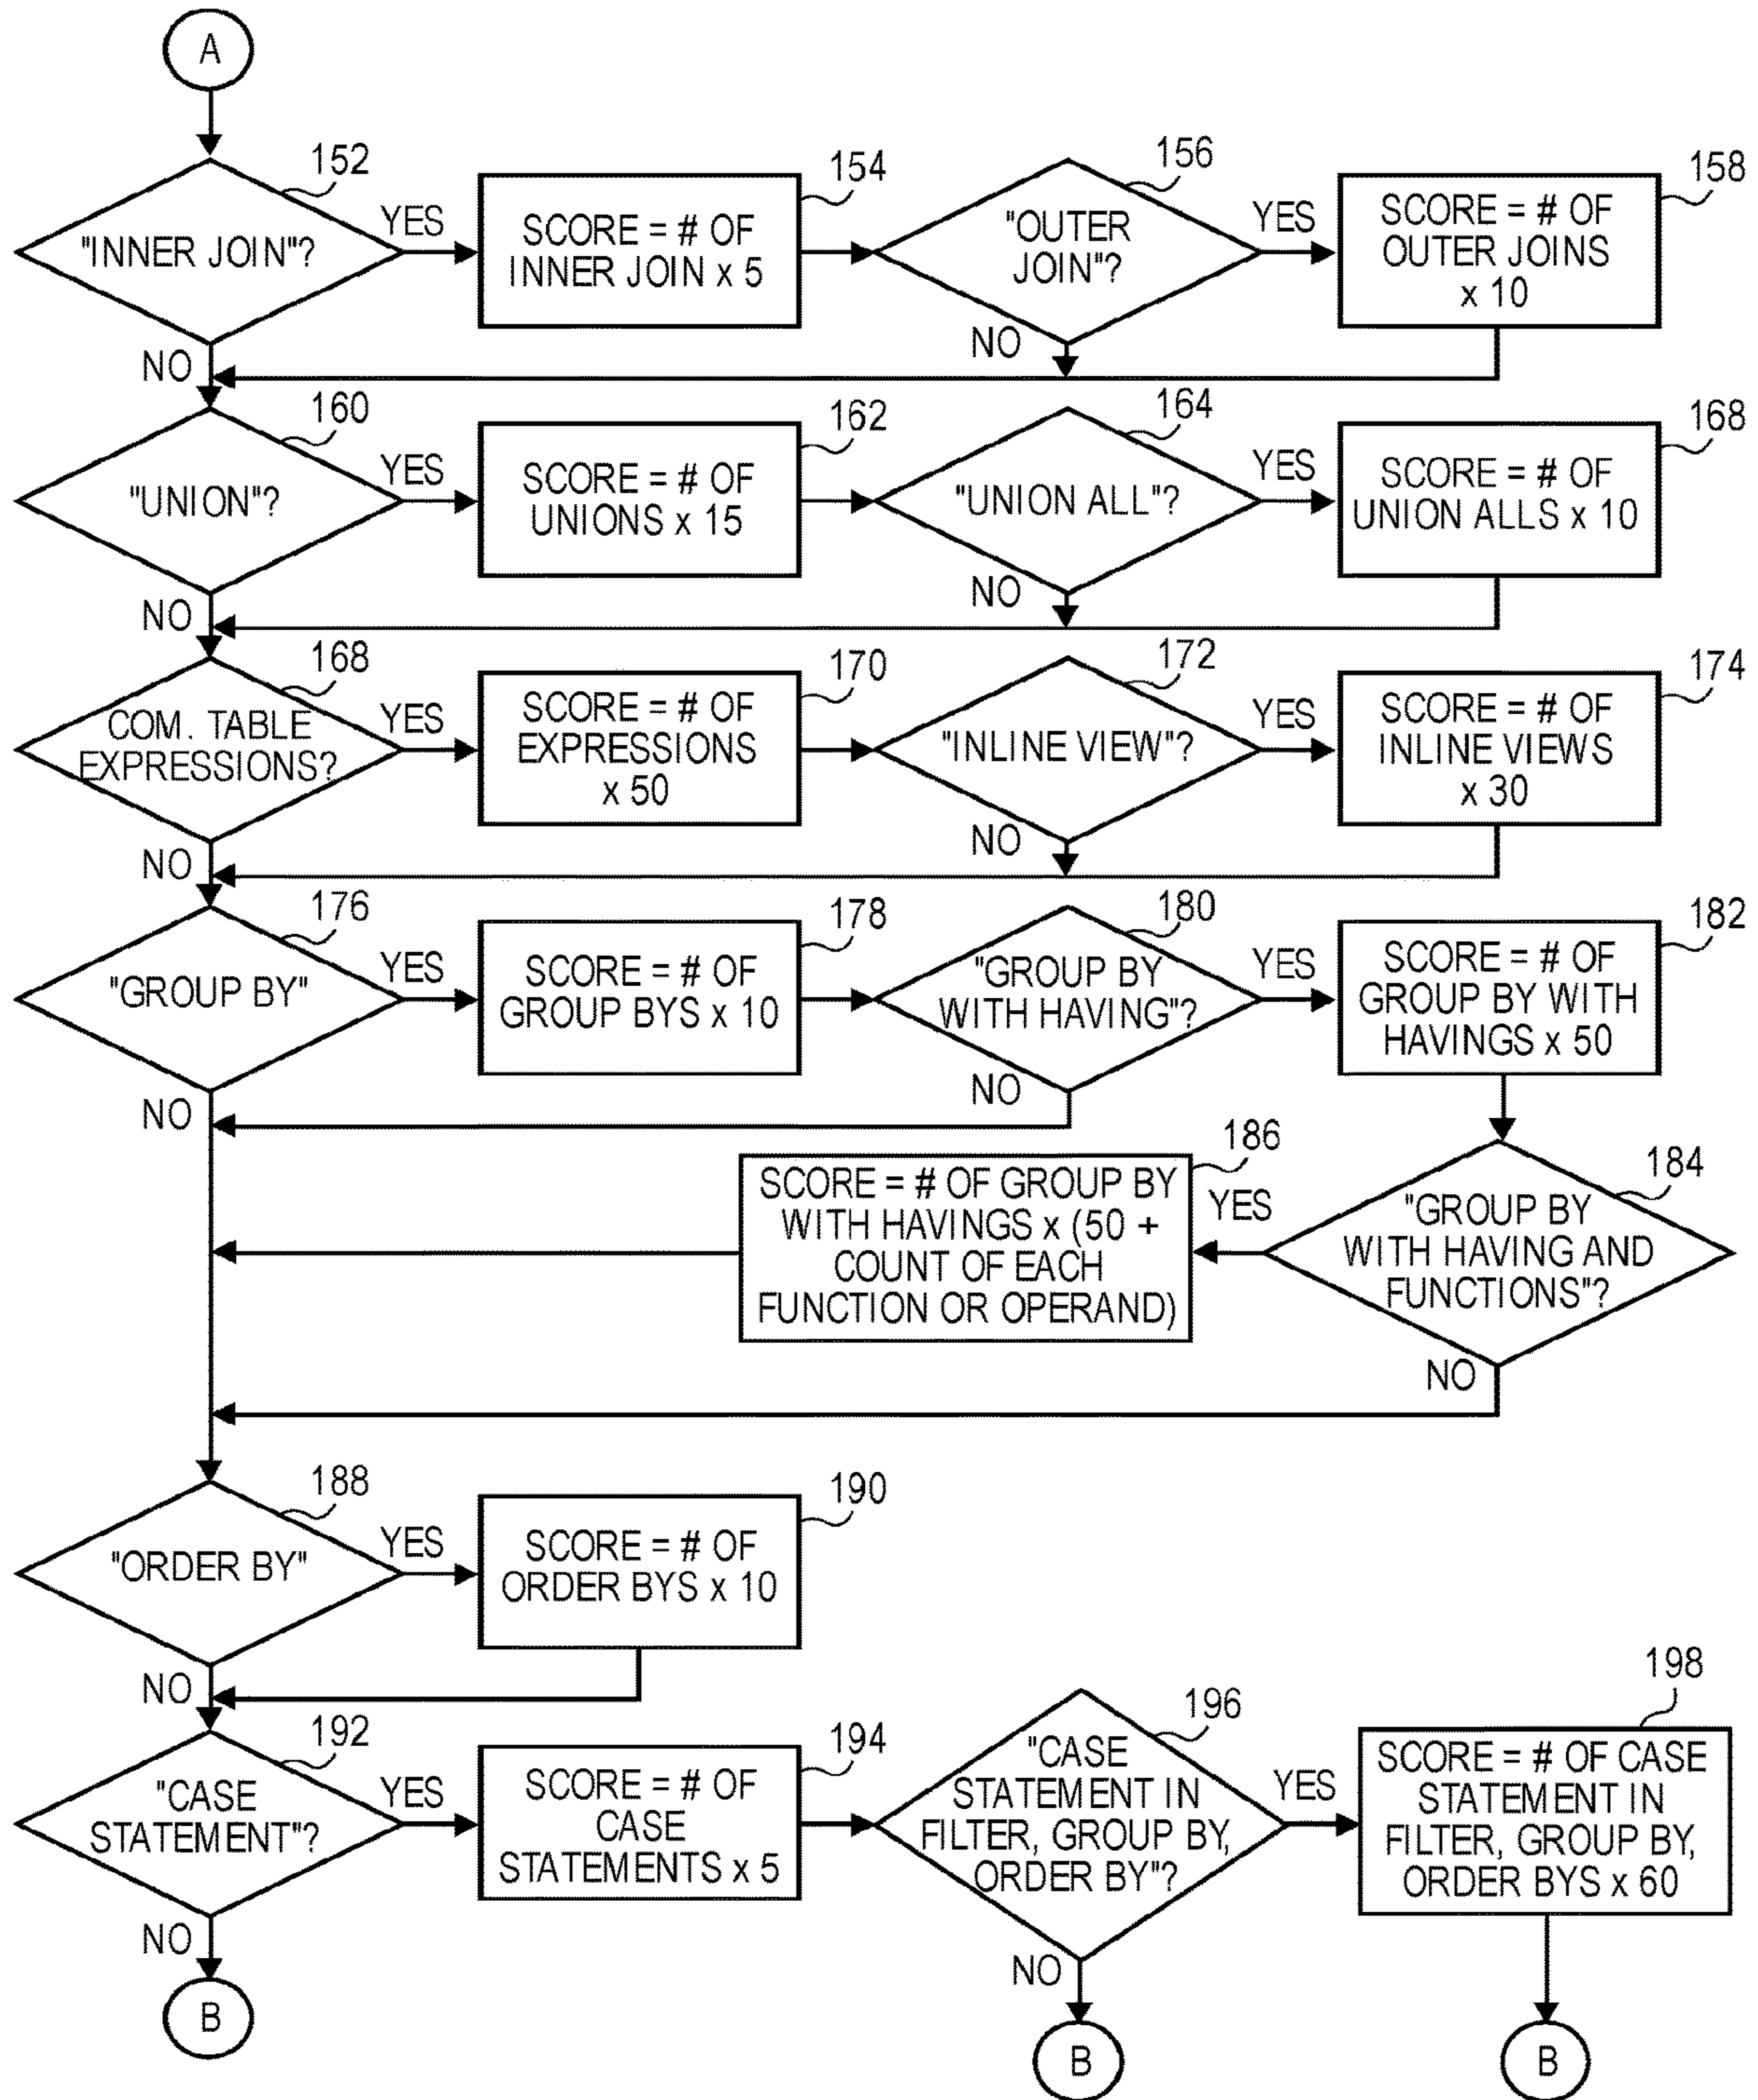 A
152
"INNER JOIN"?
YES
NO
154
SCORE = # OF
INNER JOIN x 5
156
"OUTER
JOIN"?
YES
NO
158
SCORE = # OF
OUTER JOINS
x 10
160
"UNION"?
YES
NO
162
SCORE = # OF
UNIONS x 15
164
"UNION ALL"?
YES
NO
168
SCORE = # OF
UNION ALLS x 10
168
COM. TABLE
EXPRESSIONS?
YES
NO
170
SCORE = # OF
EXPRESSIONS
x 50
172
"INLINE VIEW"?
YES
NO
174
SCORE = # OF
INLINE VIEWS
x 30
176
"GROUP BY"
YES
NO
178
SCORE = # OF
GROUP BYS x 10
180
"GROUP BY
WITH HAVING"?
YES
NO
182
SCORE = # OF
GROUP BY WITH
HAVINGS x 50
184
"GROUP BY
WITH HAVING AND
FUNCTIONS"?
YES
NO
186
SCORE = # OF GROUP BY
WITH HAVINGS x (50 +
COUNT OF EACH
FUNCTION OR OPERAND)
188
"ORDER BY"
YES
NO
190
SCORE = # OF
ORDER BYS x 10
192
"CASE
STATEMENT"?
YES
NO
194
SCORE = # OF
CASE
STATEMENTS x 5
196
"CASE
STATEMENT IN
FILTER, GROUP BY,
ORDER BY"?
YES
NO
198
SCORE = # OF CASE
STATEMENT IN
FILTER, GROUP BY,
ORDER BYS x 60
B
B
B